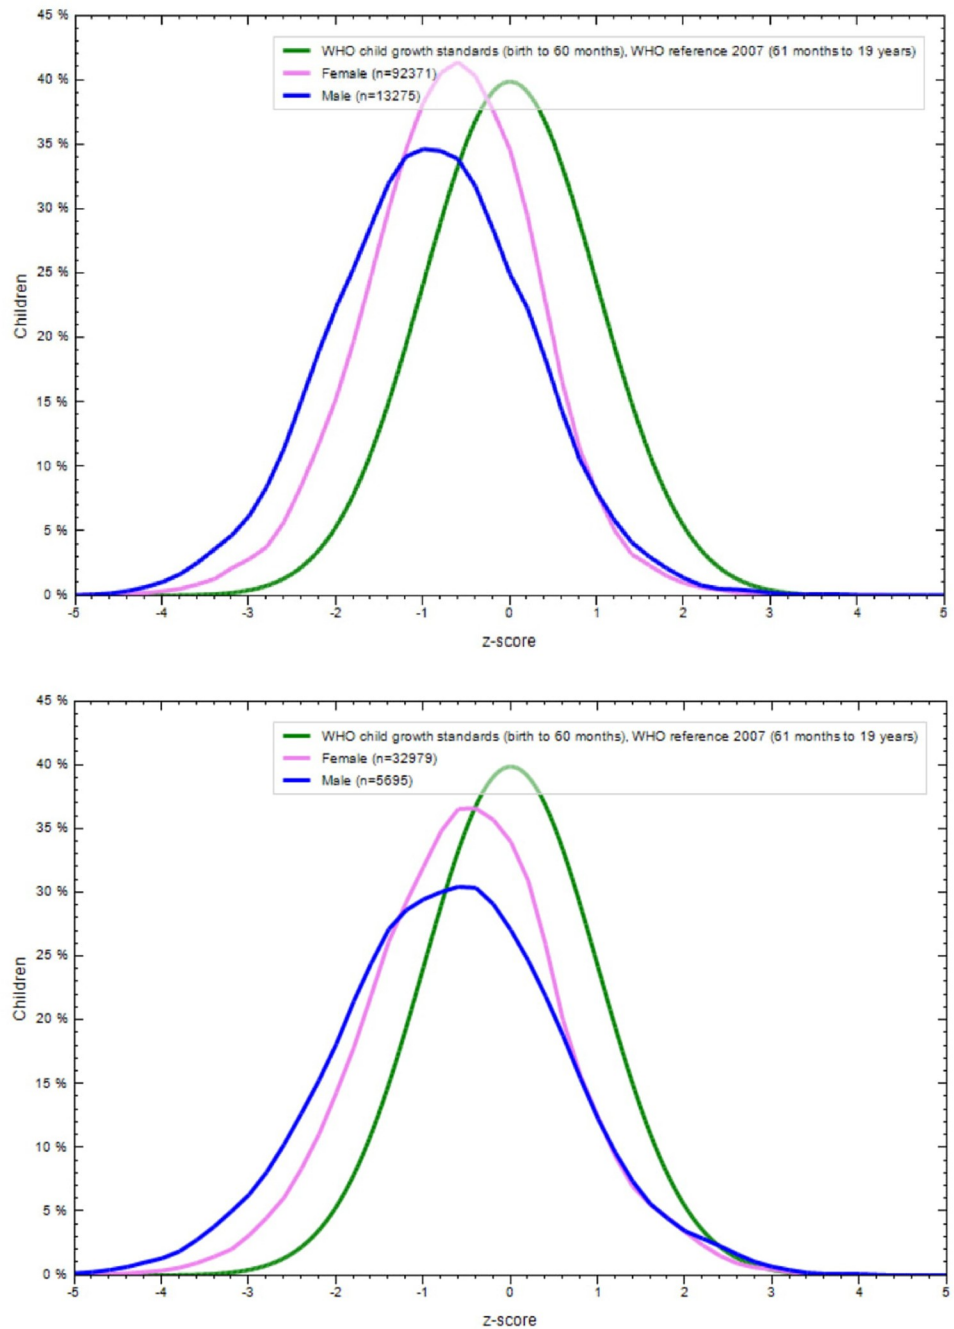 45 %
WHO child growth standards (birth to 60 months), WHO reference 2007 (61 months to 19 years)
Female (n=92371)
40 %
Male (n=13275)
35 %
30 %
25 %
Children
20 %
15 %
10 %
5 %
0 %
-5 -4 -3 -2 -1 0 1 2 3 4 5
z-score
45 %
WHO child growth standards (birth to 60 months), WHO reference 2007 (61 months to 19 years)
Female (n=32979)
40 %
Male (n=5695)
35 %
30 %
25 %
Children
20 %
15 %
10 %
5 %
0 %
-5 -4 -3 -2 -1 0 1 2 3 4 5
z-score